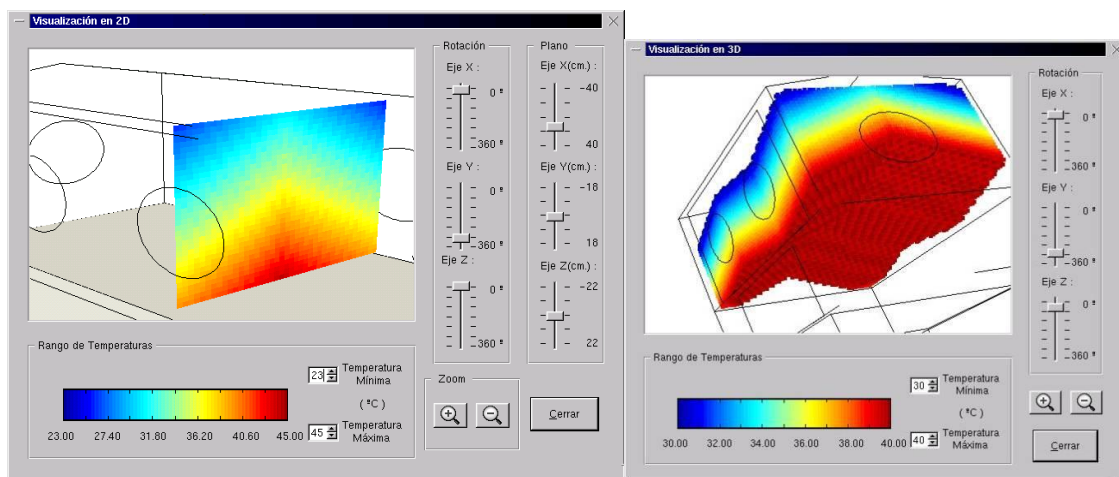 Visualización en 2D
Rotación
Eje X :
0 º
360 º
Eje Y :
0 º
360 º
Eje Z :
0 º
360 º
Plano
Eje X(cm.) :
-40
40
Eje Y(cm.) :
-18
18
Eje Z(cm.) :
-22
22
Rango de Temperaturas
23.00 27.40 31.80 36.20 40.60 45.00
23 Temperatura Mínima
( ºC )
45 Temperatura Máxima
Zoom
Cerrar
Visualización en 3D
Rotación
Eje X :
0 º
360 º
Eje Y :
0 º
360 º
Eje Z :
0 º
360 º
Rango de Temperaturas
30.00 32.00 34.00 36.00 38.00 40.00
30 Temperatura Mínima
( ºC )
40 Temperatura Máxima
Cerrar